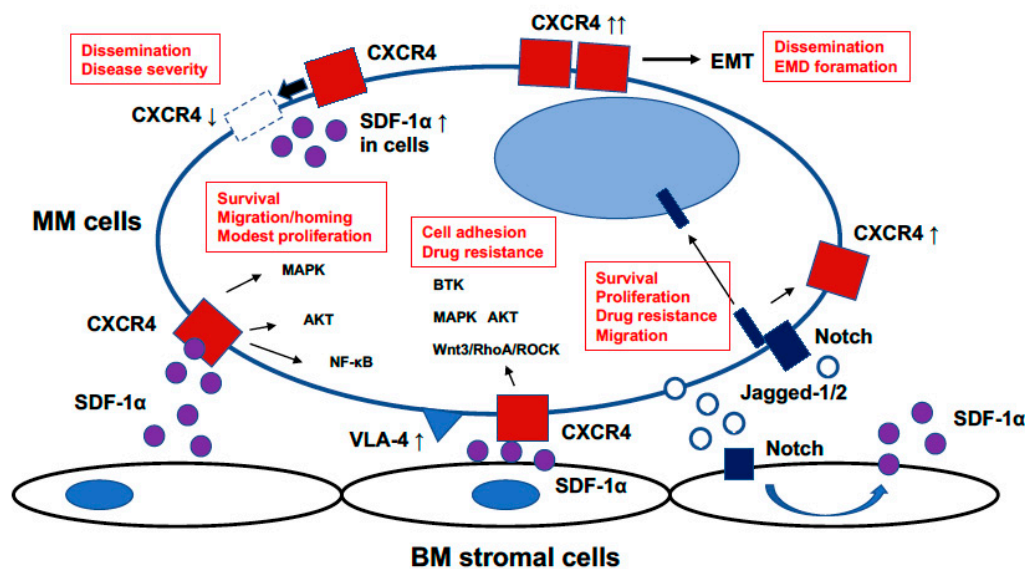 Dissemination
Disease severity
CXCR4
CXCR4 ↑↑
EMT
Dissemination
EMD foramation
CXCR4 ↓
SDF-1α ↑
in cells
MM cells
Survival
Migration/homing
Modest proliferation
Cell adhesion
Drug resistance
CXCR4 ↑
MAPK
BTK
Survival
Proliferation
Drug resistance
Migration
CXCR4
AKT
MAPK AKT
NF-κB
Wnt3/RhoA/ROCK
Notch
Jagged-1/2
SDF-1α
VLA-4 ↑
CXCR4
SDF-1α
Notch
SDF-1α
BM stromal cells